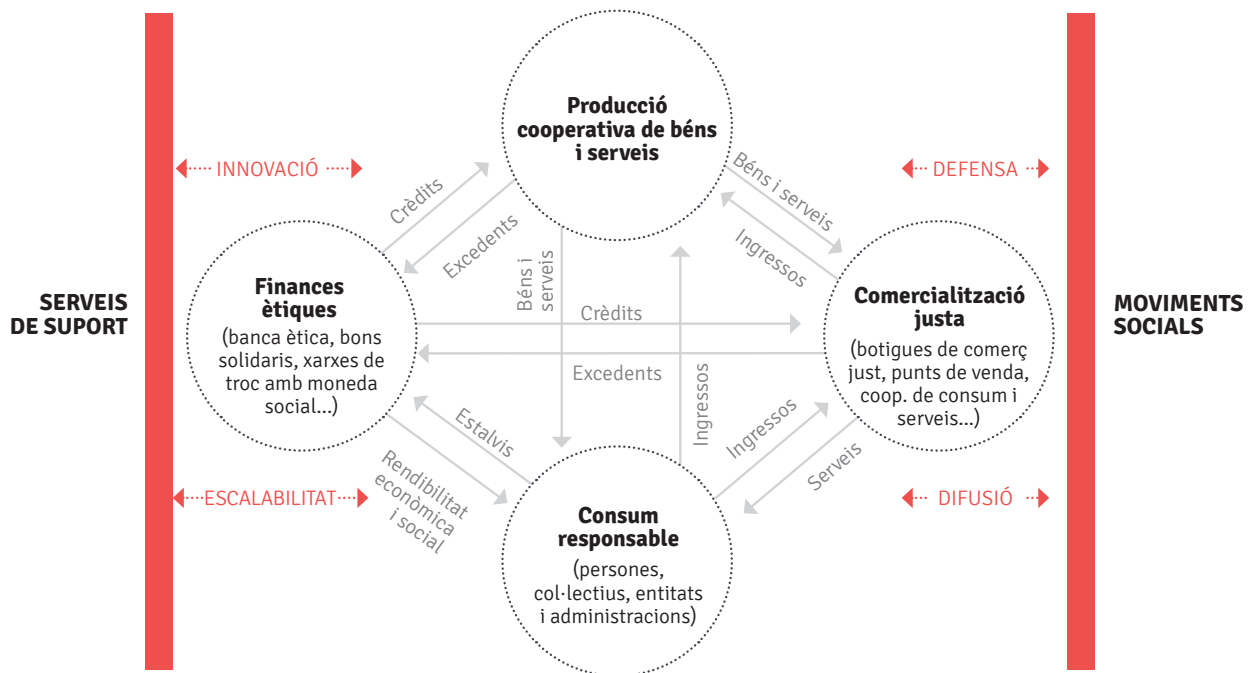 Producció
cooperativa de béns
i serveis
INNOVACIÓ
DEFENSA
Crèdits
Excedents
Béns i
serveis
Béns i serveis
Ingressos
SERVEIS
DE SUPORT
Finances
ètiques
(banca ètica, bons
solidaris, xarxes de
troc amb moneda
social...)
Crèdits
Excedents
Ingressos
Comercialització
justa
(botigues de comerç
just, punts de venda,
coop. de consum i
serveis...)
MOVIMENTS
SOCIALS
Estalvis
Rendibilitat
econòmica
i social
Ingressos
Serveis
ESCALABILITAT
DIFUSIÓ
Consum
responsable
(persones,
col·lectius, entitats
i administracions)